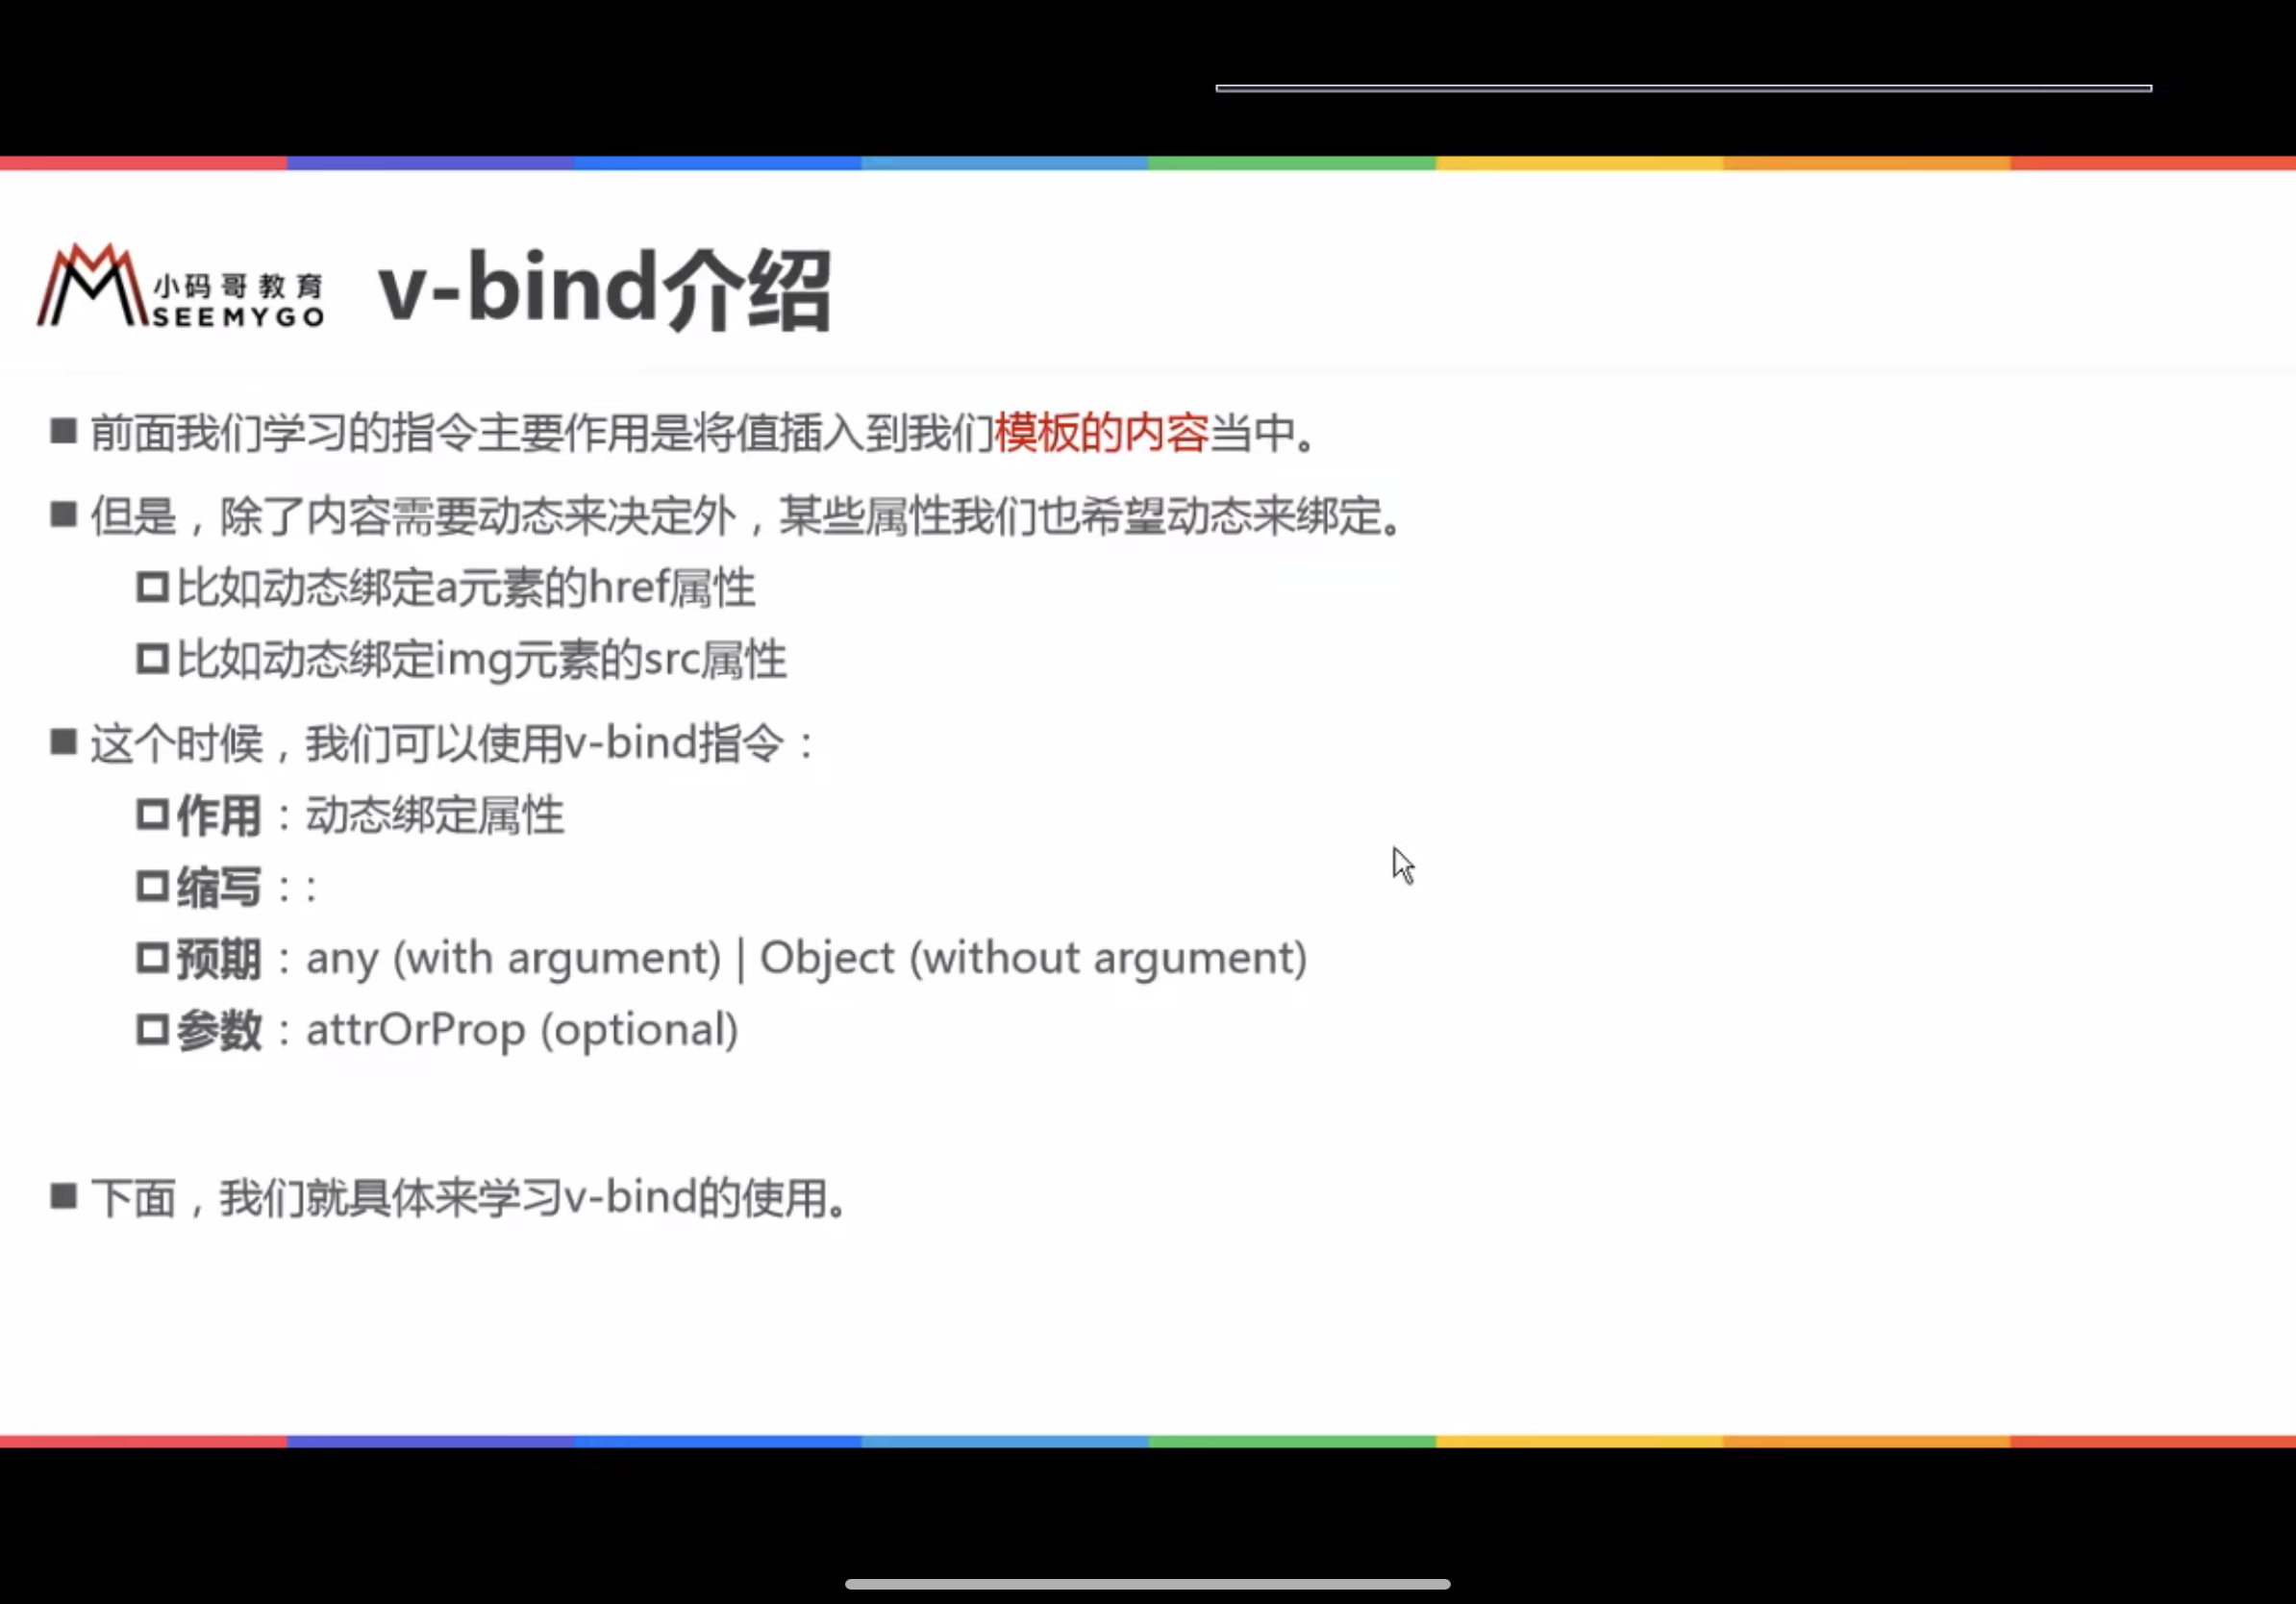 小码哥教育
SEEMYGO
v-bind介绍
前面我们学习的指令主要作用是将值插入到我们模板的内容当中。
但是，除了内容需要动态来决定外，某些属性我们也希望动态来绑定。
比如动态绑定a元素的href属性
比如动态绑定img元素的src属性
这个时候，我们可以使用v-bind指令：
作用：动态绑定属性
缩写：:
预期：any (with argument) | Object (without argument)
参数：attrOrProp (optional)
下面，我们就具体来学习v-bind的使用。